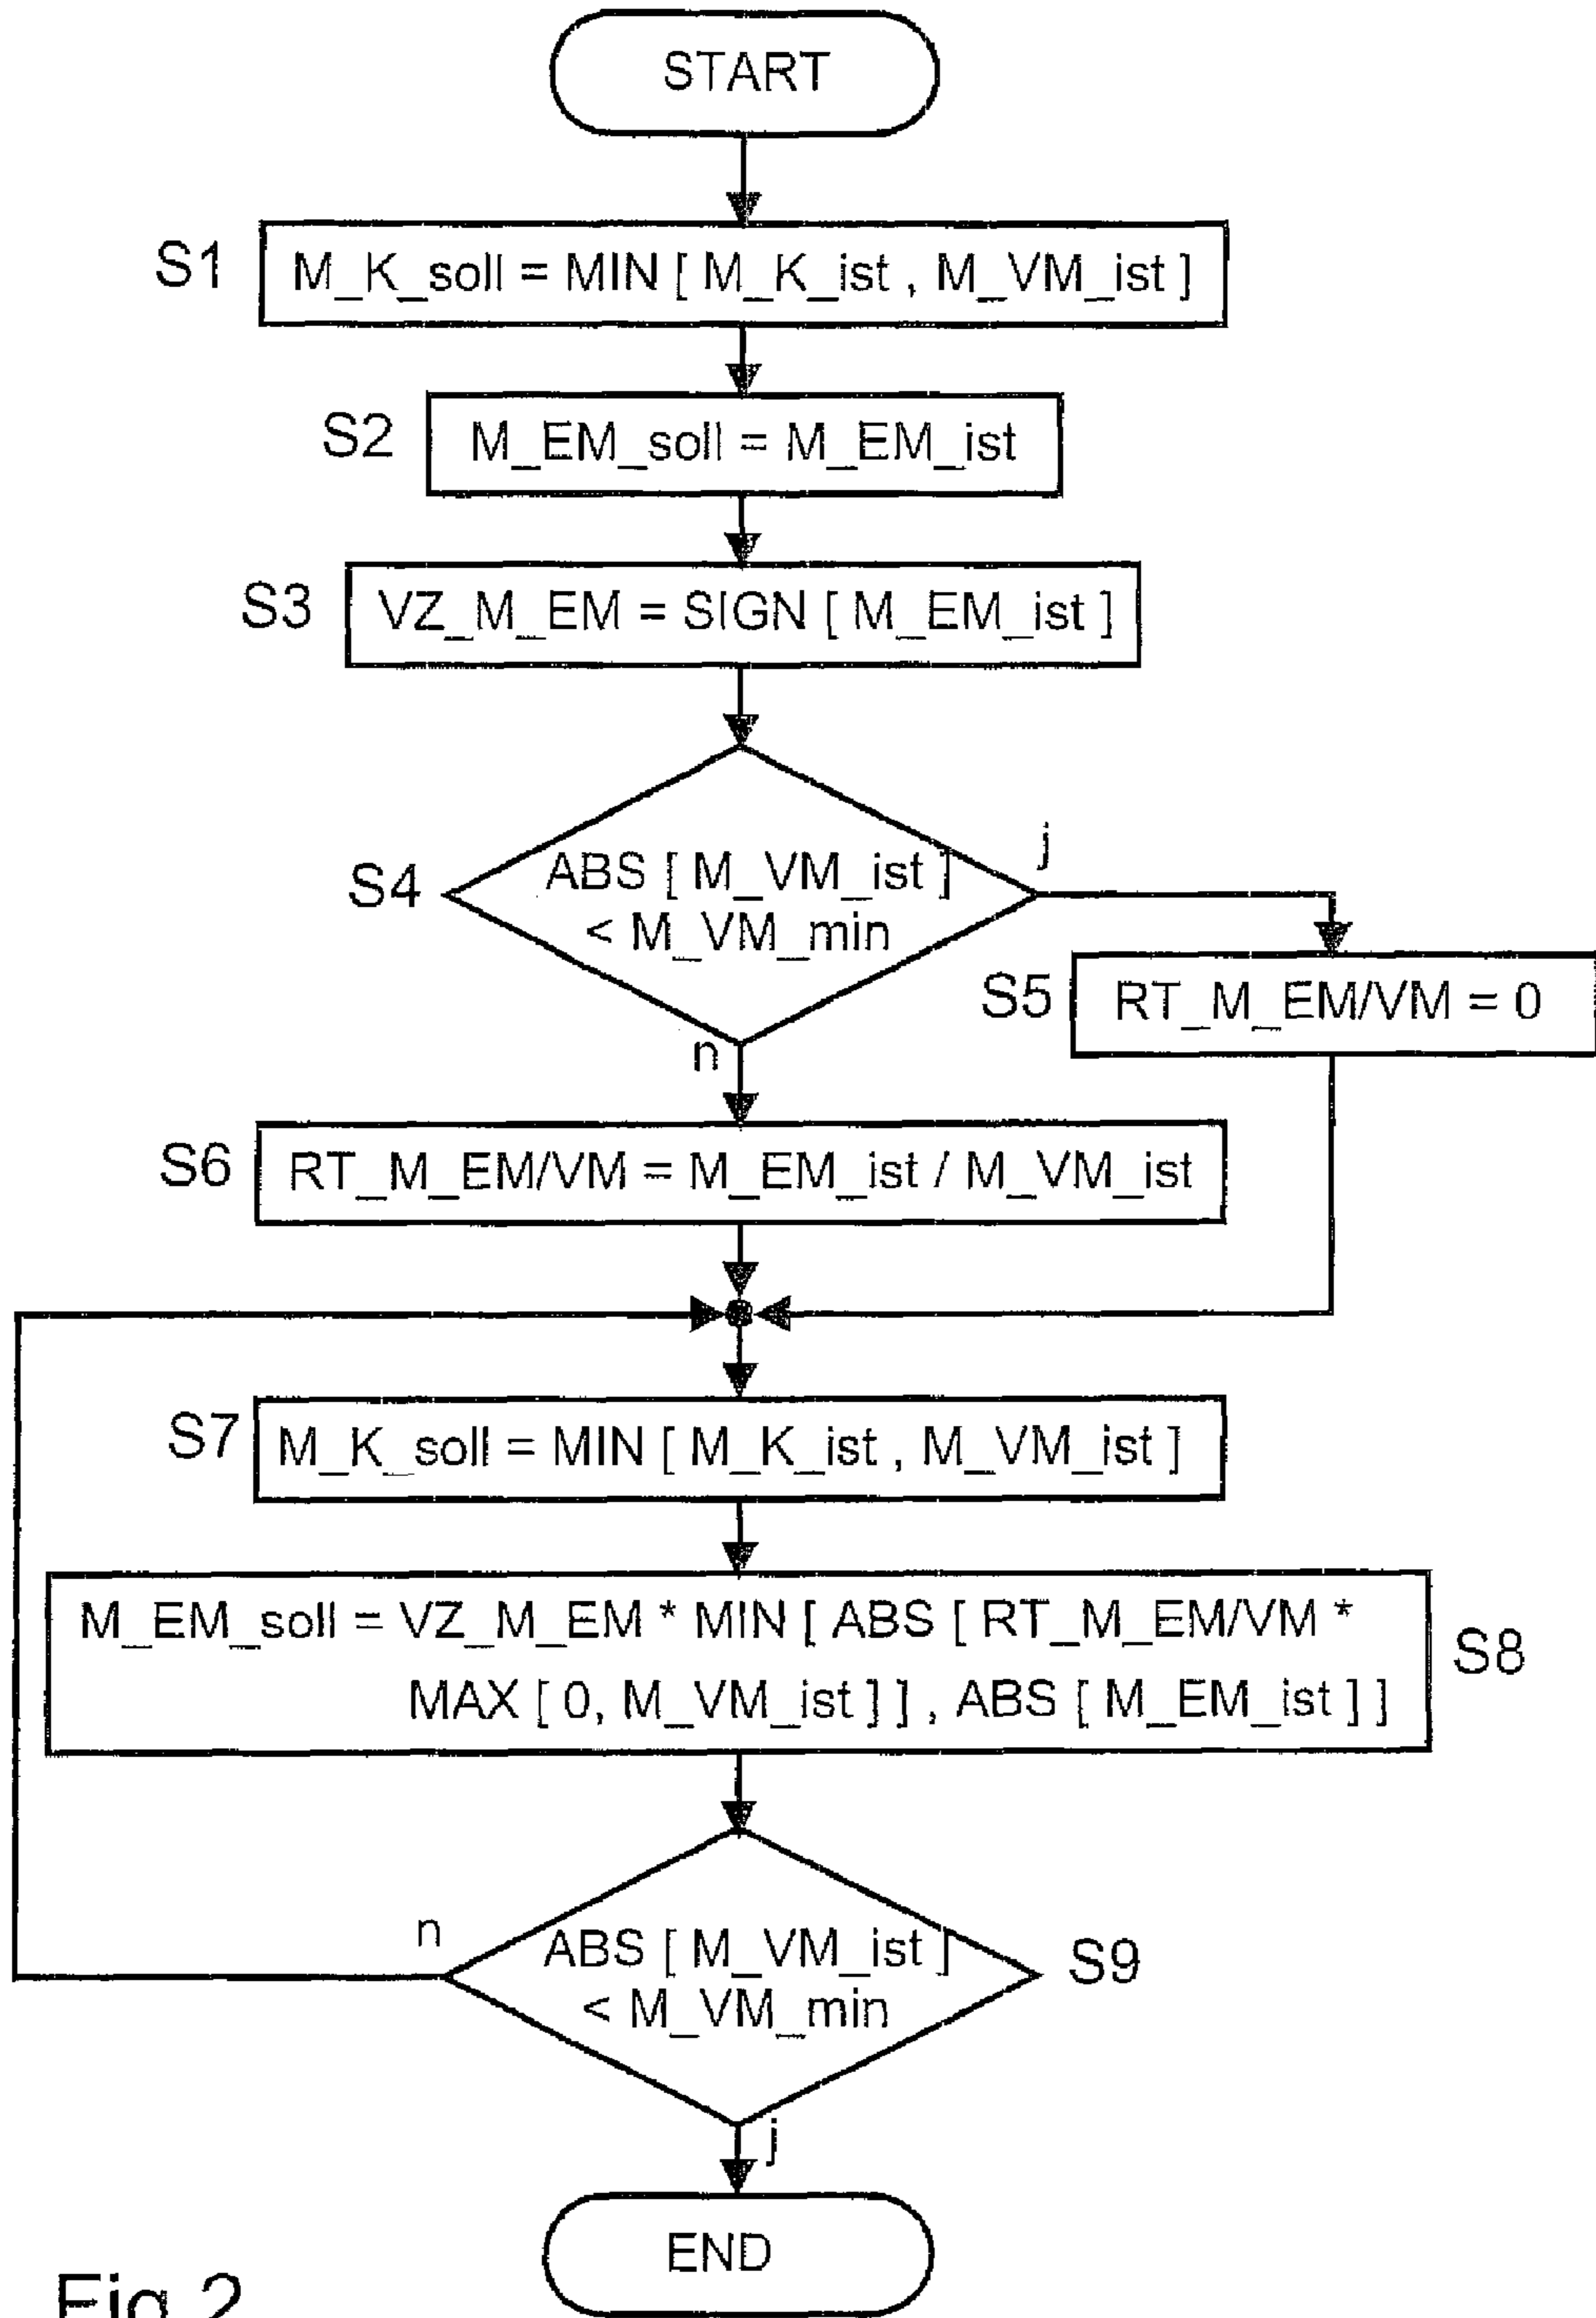 START
S1
M_K_soll = MIN [ M_K_ist , M_VM_ist ]
S2
M_EM_soll = M_EM_ist
S3
VZ_M_EM = SIGN [ M_EM_ist ]
S4
ABS [ M_VM_ist ]
< M_VM_min
j
n
S5
RT_M_EM/VM = 0
S6
RT_M_EM/VM = M_EM_ist / M_VM_ist
S7
M_K_soll = MIN [ M_K_ist , M_VM_ist ]
M_EM_soll = VZ_M_EM * MIN [ ABS [ RT_M_EM/VM *
MAX [ 0, M_VM_ist ] ] , ABS [ M_EM_ist ] ]
S8
n
ABS [ M_VM_ist ]
< M_VM_min
S9
j
END
Fig.2